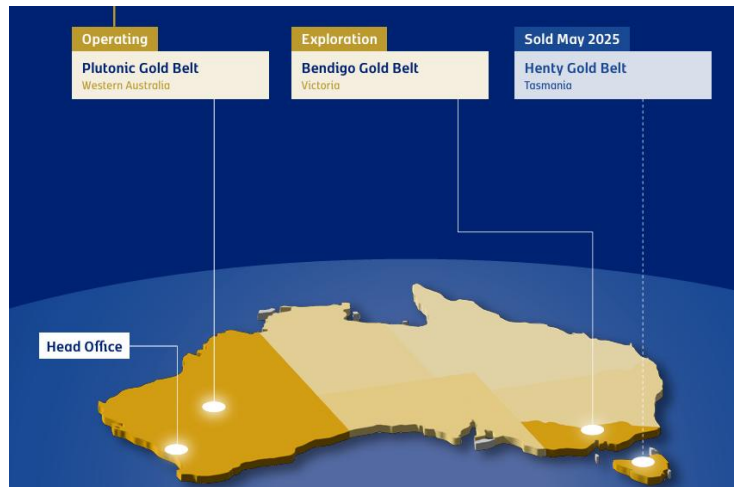 Operating
Plutonic Gold Belt
Western Australia
Exploration
Bendigo Gold Belt
Victoria
Sold May 2025
Henty Gold Belt
Tasmania
Head Office